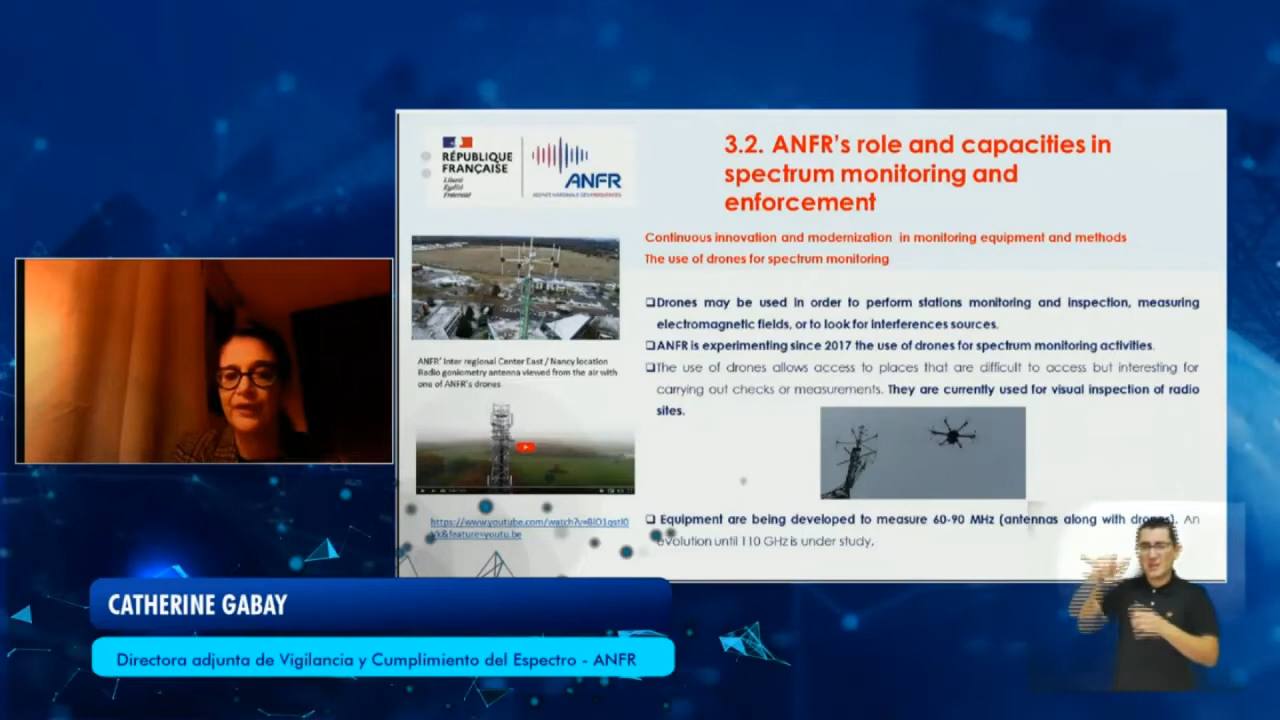 RÉPUBLIQUE
FRANÇAISE
Liberté
Égalité
Fraternité
ANFR
AGENCE NATIONALE DES FRÉQUENCES
3.2. ANFR's role and capacities in
spectrum monitoring and
enforcement
Continuous innovation and modernization in monitoring equipment and methods
The use of drones for spectrum monitoring
❑Drones may be used in order to perform stations monitoring and inspection, measuring
electromagnetic fields, or to look for interferences sources.
❑ANFR is experimenting since 2017 the use of drones for spectrum monitoring activities.
❑The use of drones allows access to places that are difficult to access but interesting for
carrying out checks or measurements. They are currently used for visual inspection of radio
sites.
❑ Equipment are being developed to measure 60-90 MHz (antennas along with drones). An
evolution until 110 GHz is under study.
ANFR' Inter regional Center East / Nancy location
Radio goniometry antenna viewed from the air with
one of ANFR's drones
CATHERINE GABAY
Directora adjunta de Vigilancia y Cumplimiento del Espectro - ANFR